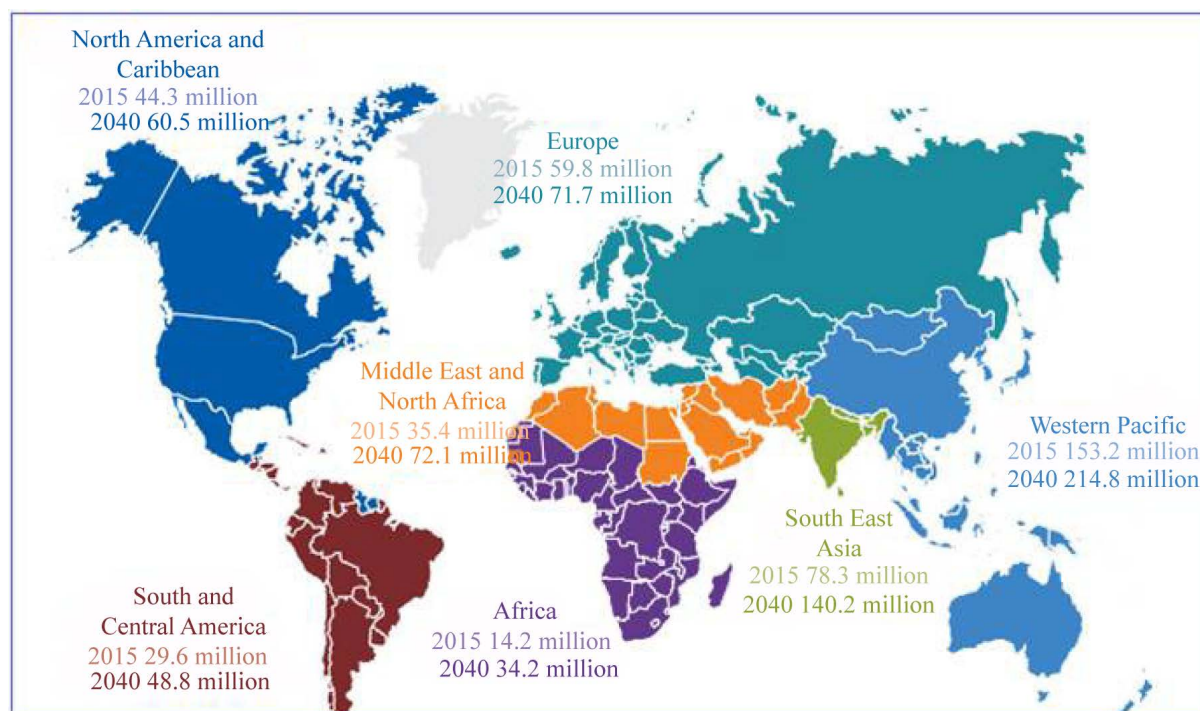 North America and
Caribbean
2015 44.3 million
2040 60.5 million
Europe
2015 59.8 million
2040 71.7 million
Middle East and
North Africa
2015 35.4 million
2040 72.1 million
Western Pacific
2015 153.2 million
2040 214.8 million
South East
Asia
2015 78.3 million
2040 140.2 million
South and
Central America
2015 29.6 million
2040 48.8 million
Africa
2015 14.2 million
2040 34.2 million